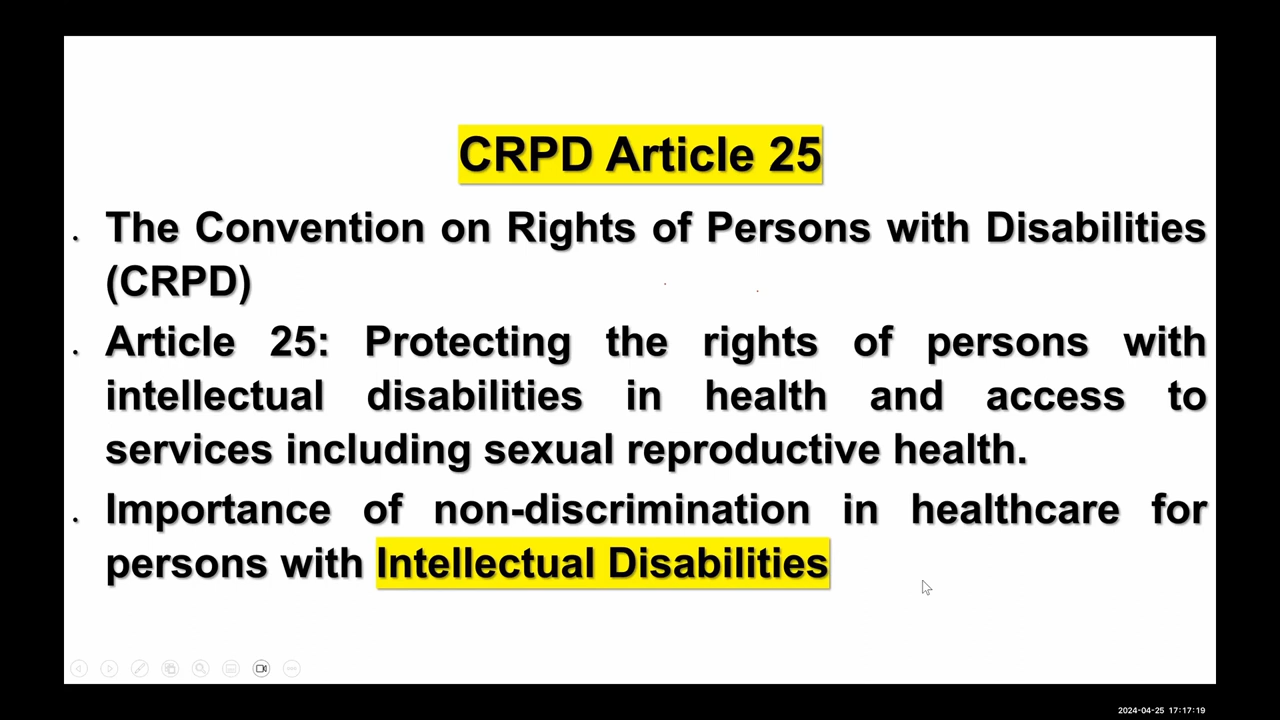 CRPD Article 25
. The Convention on Rights of Persons with Disabilities
(CRPD)
. Article 25: Protecting the rights of persons with
intellectual disabilities in health and access to
services including sexual reproductive health.
. Importance of non-discrimination in healthcare for
persons with Intellectual Disabilities
2024-04-25 17:17:19